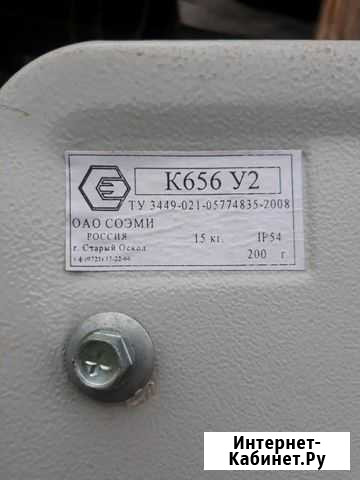 К656 У2
ТУ 3449-021-05774835-2008
ОАО СОЭМИ
РОССИЯ
г. Старый Оскол
15 кг.
IP54
200 г
Интернет-
Кабинет.Ру